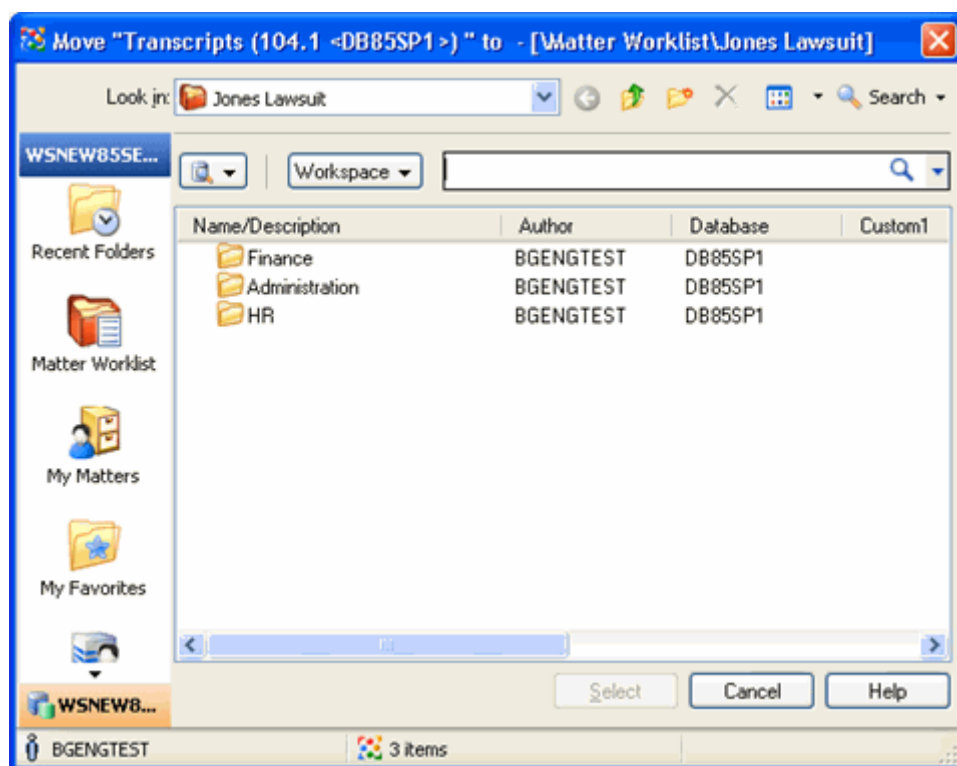 Move "Transcripts (104.1 <DB85SP1>)" to - [\Matter Worklist\Jones Lawsuit]
Look in: Jones Lawsuit Search
WSNEW85SE...
Workspace
Name/Description Author Database Custom1
Finance BGENGTEST DB85SP1
Administration BGENGTEST DB85SP1
HR BGENGTEST DB85SP1
Recent Folders
Matter Worklist
My Matters
My Favorites
Select Cancel Help
WSNEW8...
BGENGTEST 3 items